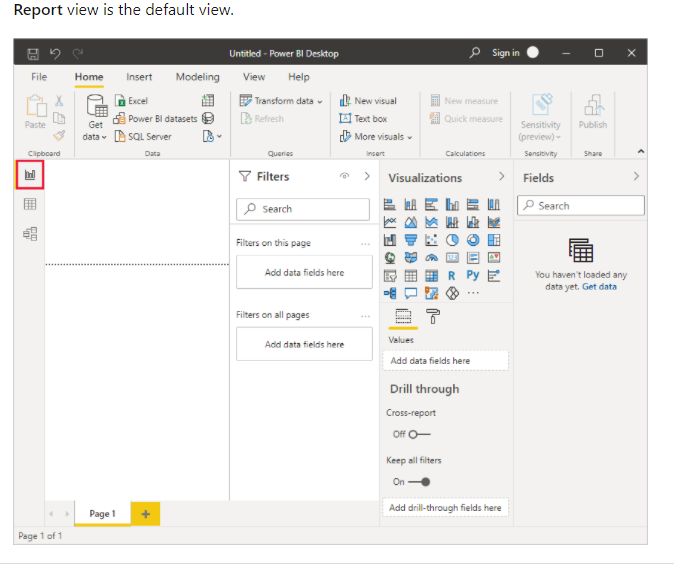 Report view is the default view.
Untitled - Power BI Desktop
Sign in
File Home Insert Modeling View Help
Paste
Clipboard
Get data
Excel
Power BI datasets
SQL Server
Data
Transform data
Refresh
Queries
New visual
Text box
More visuals
Insert
New measure
Quick measure
Calculations
Sensitivity
(preview)
Sensitivity
Publish
Share
Filters
Search
Filters on this page
Add data fields here
Filters on all pages
Add data fields here
Visualizations
R Py
Values
Add data fields here
Drill through
Cross-report
Off
Keep all filters
On
Add drill-through fields here
Fields
Search
You haven't loaded any
data yet. Get data
Page 1
Page 1 of 1